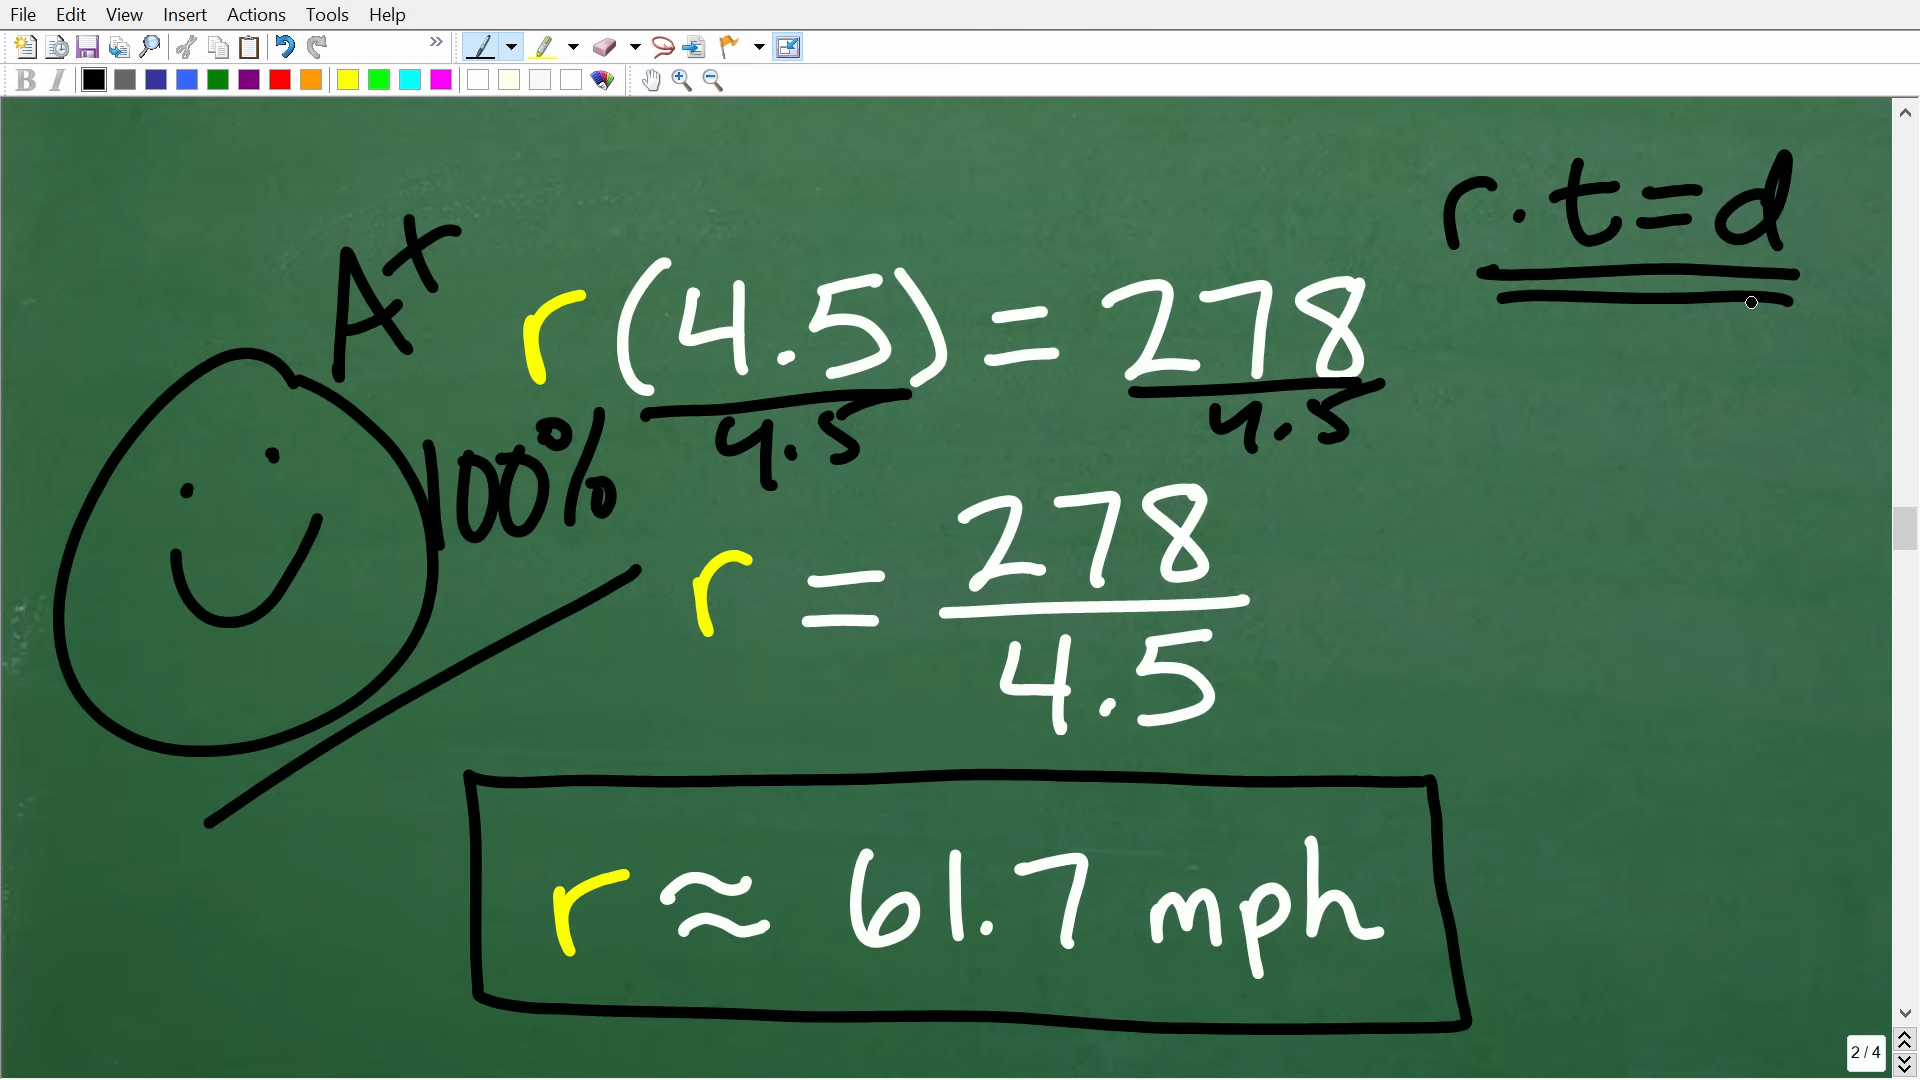 File Edit View Insert Actions Tools Help
B I
r · t = d
A+
r (4.5) = 278
4.5 4.5
100%
r = 278
4.5
r ≈ 61.7 mph
2 / 4